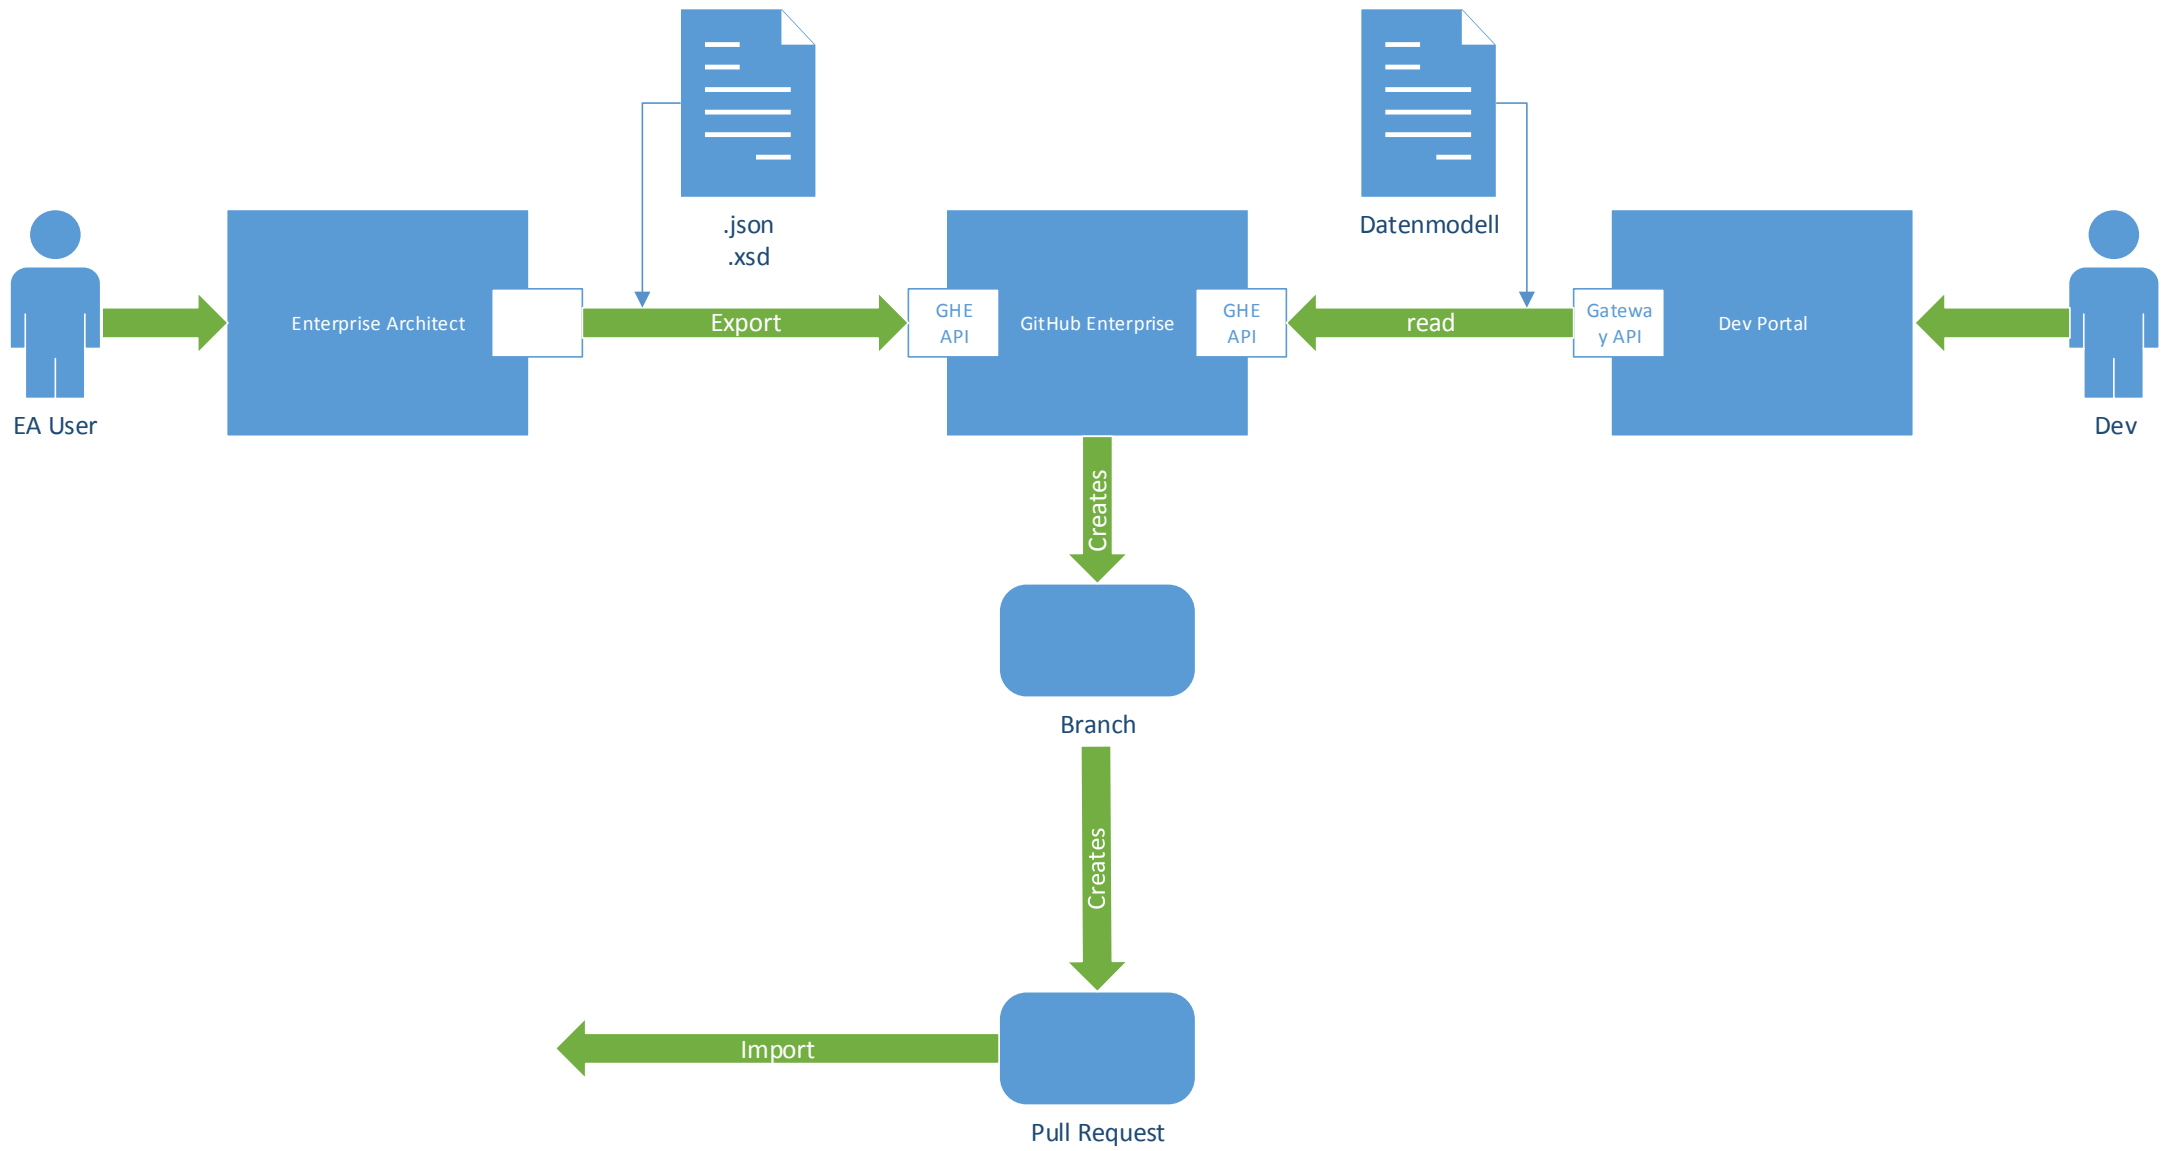 .json
.xsd
Datenmodell
Enterprise Architect
Export
GHE
API
GitHub Enterprise
GHE
API
read
Gatewa
y API
Dev Portal
EA User
Dev
Creates
Branch
Creates
Import
Pull Request